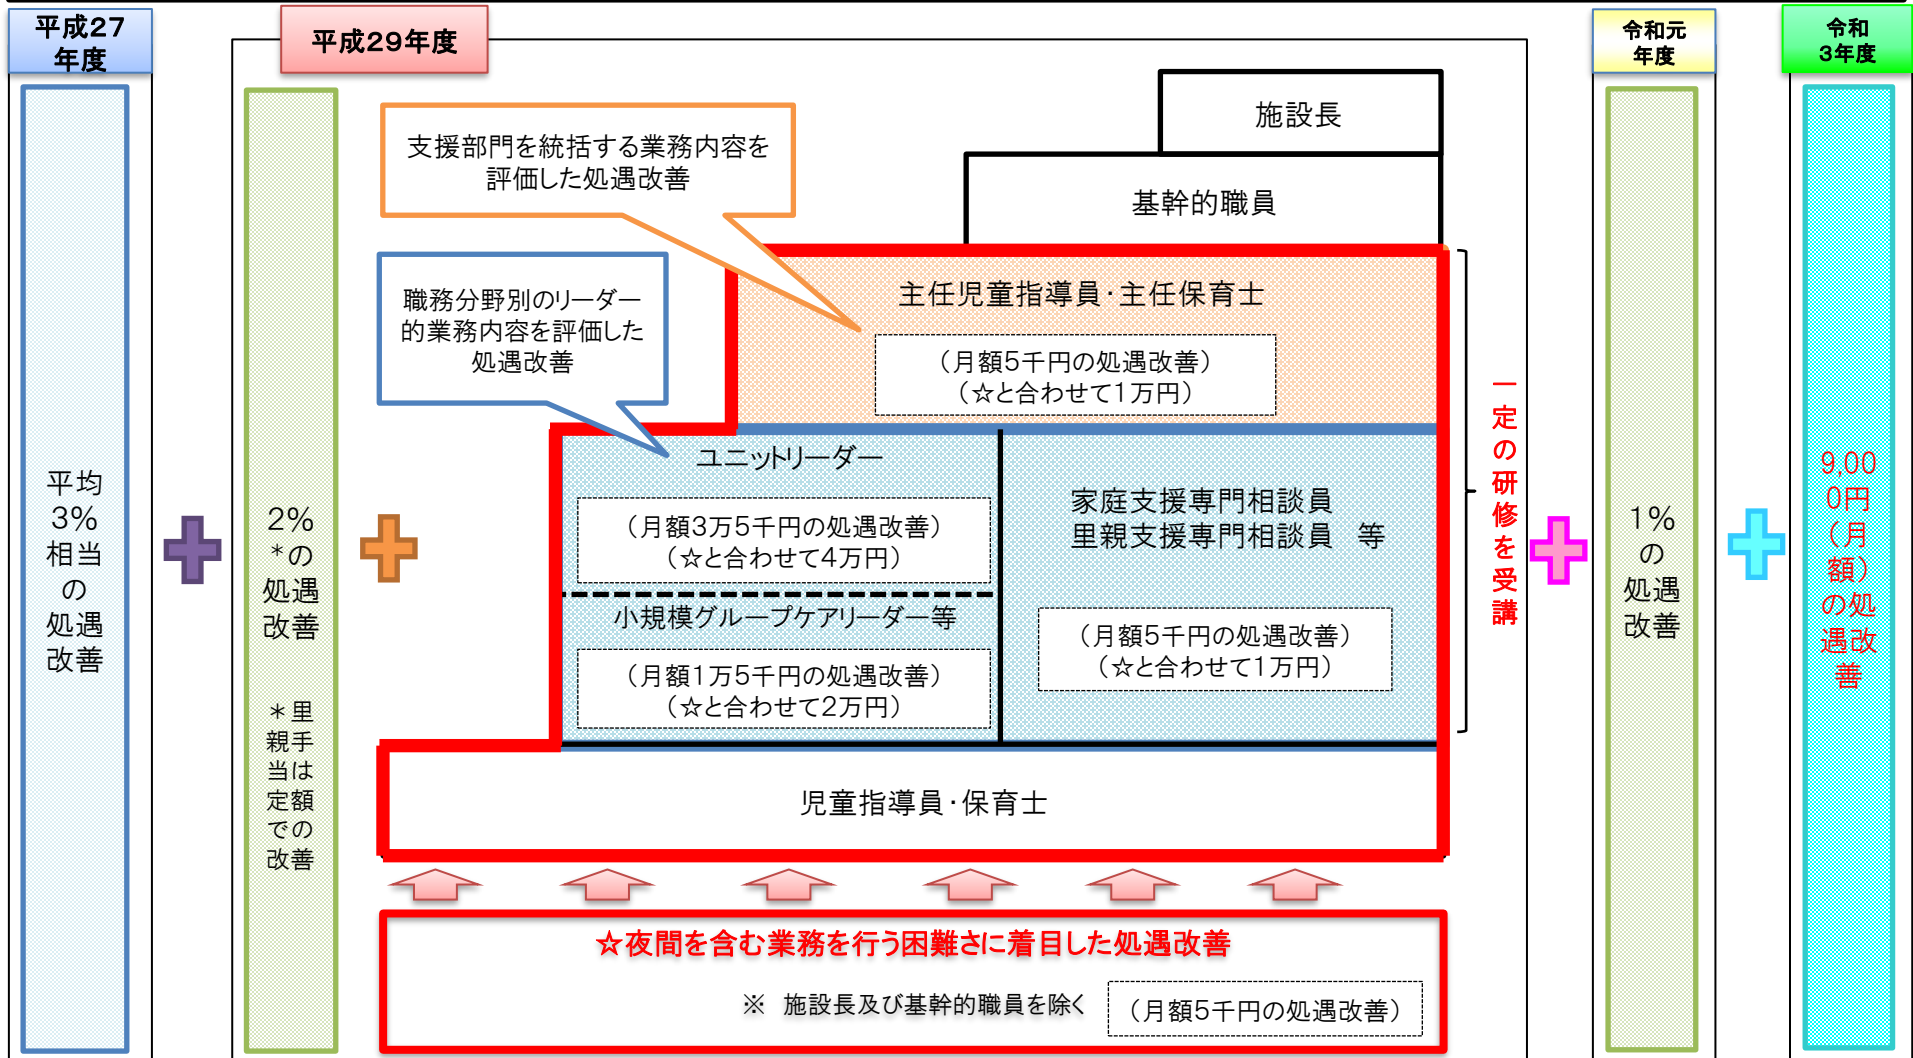 平成27
年度
平均
3％
相当
の
処遇
改善
平成29年度
2％
＊の
処遇
改善
＊里
親手
当は
定額
での
改善
支援部門を統括する業務内容を
評価した処遇改善
職務分野別のリーダー
的業務内容を評価した
処遇改善
施設長
基幹的職員
主任児童指導員・主任保育士
（月額5千円の処遇改善）
（☆と合わせて1万円）
ユニットリーダー
（月額3万5千円の処遇改善）
（☆と合わせて4万円）
小規模グループケアリーダー等
（月額1万5千円の処遇改善）
（☆と合わせて2万円）
家庭支援専門相談員
里親支援専門相談員　等
（月額5千円の処遇改善）
（☆と合わせて1万円）
児童指導員・保育士
一定の研修を受講
☆夜間を含む業務を行う困難さに着目した処遇改善
※　施設長及び基幹的職員を除く
（月額5千円の処遇改善）
令和元
年度
1％
の
処遇
改善
令和
3年度
9,00
0円
（月
額）
の処
遇改
善